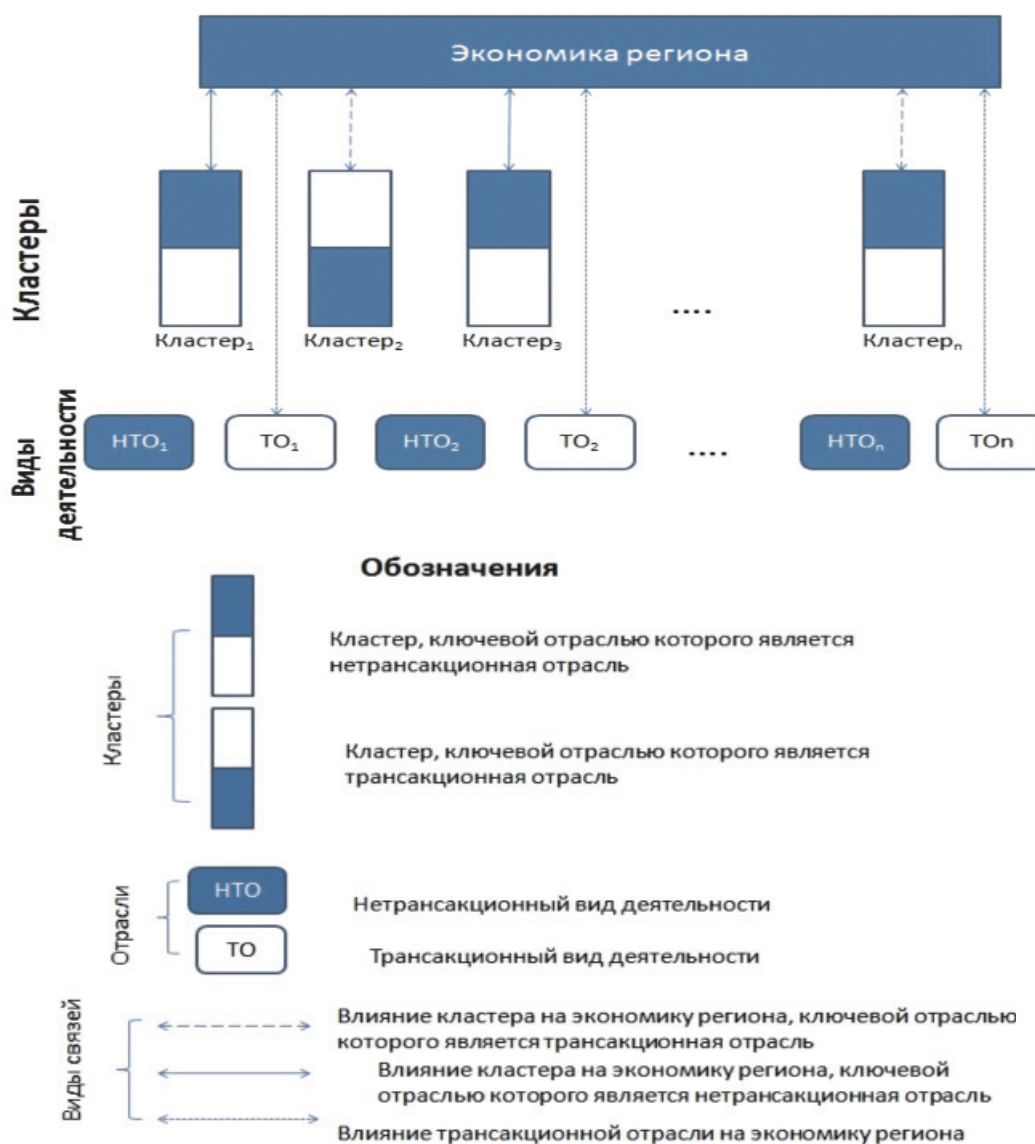 Экономика региона
Кластеры
Кластер₁
Кластер₂
Кластер₃
....
Кластерₙ
Виды
деятельности
НТО₁
ТО₁
НТО₂
ТО₂
....
НТОₙ
ТОn
Обозначения
Кластеры
Кластер, ключевой отраслью которого является
нетрансакционная отрасль
Кластер, ключевой отраслью которого является
трансакционная отрасль
Отрасли
НТО
Нетрансакционный вид деятельности
ТО
Трансакционный вид деятельности
Виды связей
Влияние кластера на экономику региона, ключевой отраслью
которого является трансакционная отрасль
Влияние кластера на экономику региона, ключевой
отраслью которого является нетрансакционная отрасль
Влияние трансакционной отрасли на экономику региона